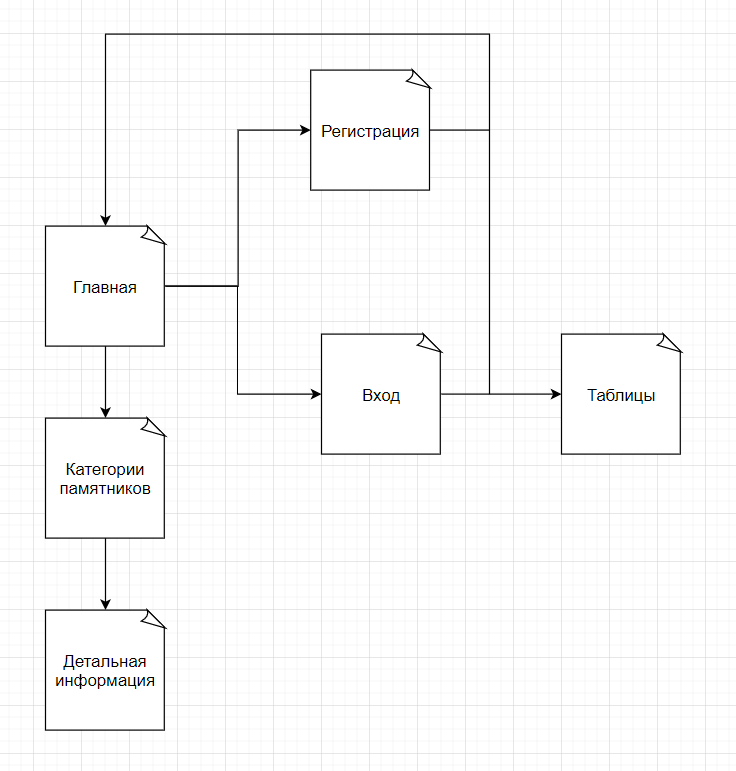 Регистрация
Главная
Вход
Таблицы
Категории
памятников
Детальная
информация